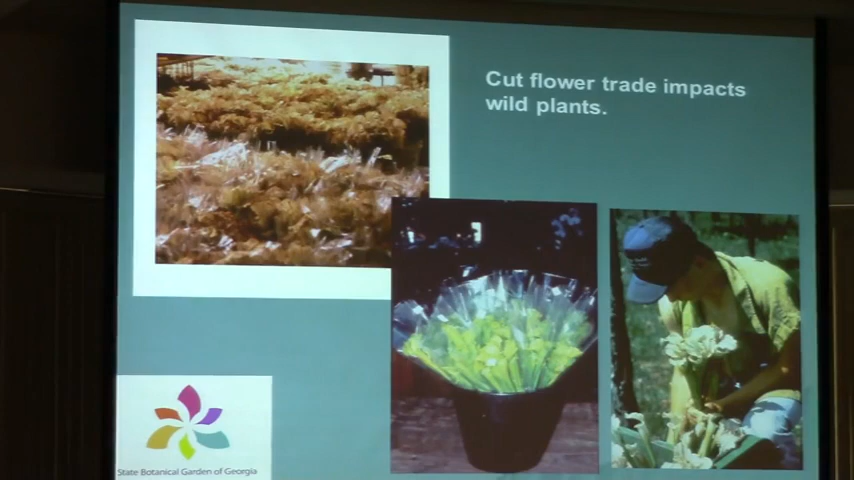 Cut flower trade impacts
wild plants.
State Botanical Garden of Georgia